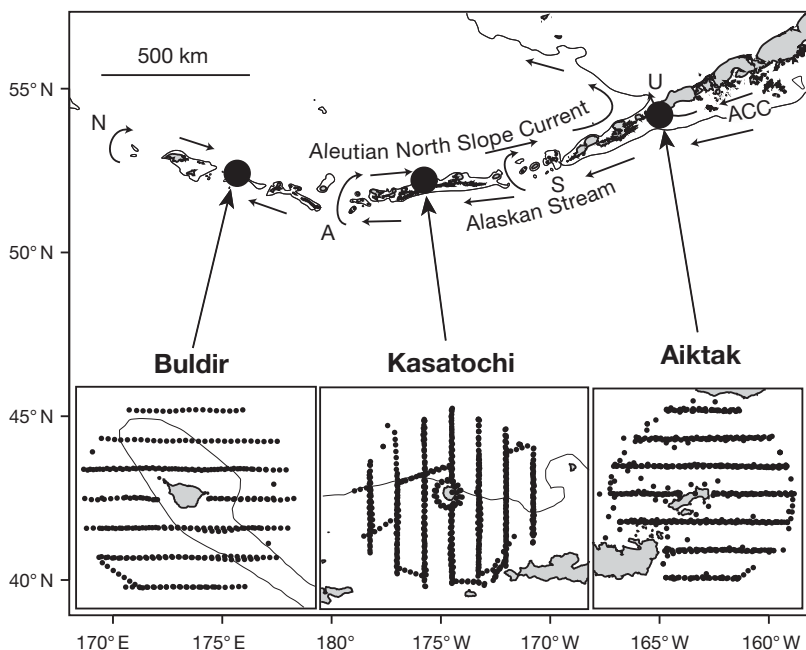 500 km
55° N
50° N
45° N
40° N
N
Aleutian North Slope Current
U
ACC
S
Alaskan Stream
A
Buldir
Kasatochi
Aiktak
170° E
175° E
180°
175° W
170° W
165° W
160° W